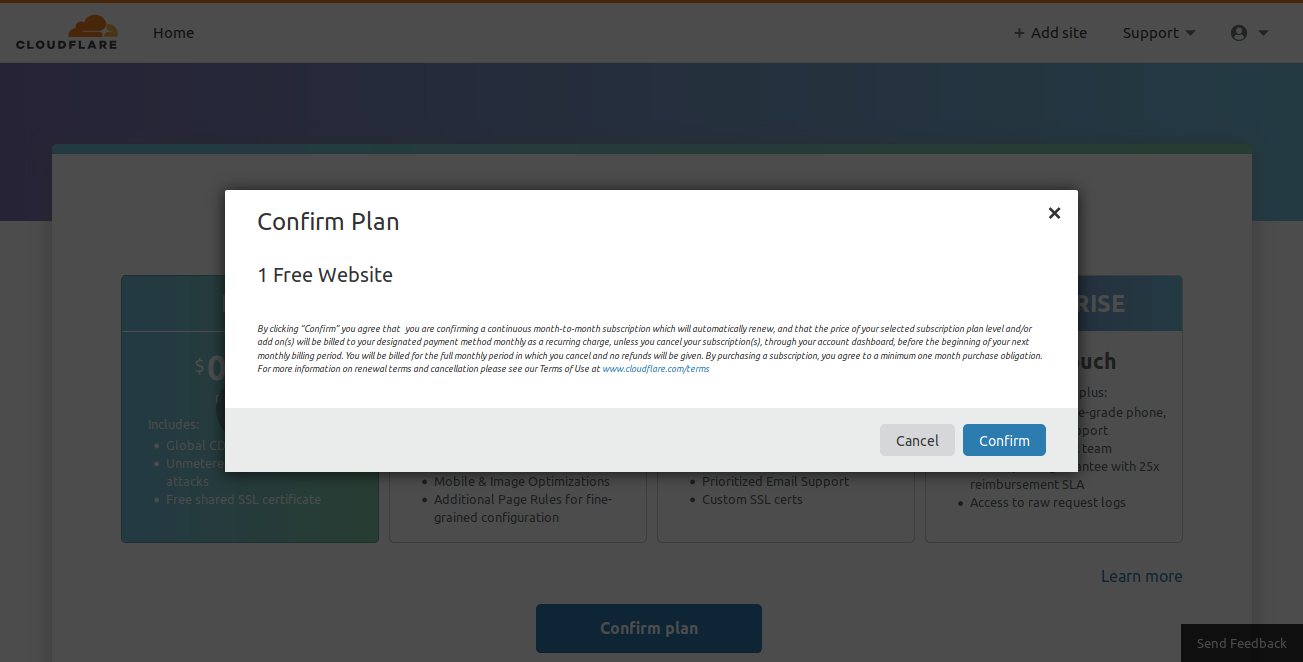 CLOUDFLARE
Home
+ Add site
Support
Confirm Plan
×
1 Free Website
By clicking “Confirm” you agree that you are confirming a continuous month-to-month subscription which will automatically renew, and that the price of your selected subscription plan level and/or
add on(s) will be billed to your designated payment method monthly as a recurring charge, unless you cancel your subscription(s), through your account dashboard, before the beginning of your next
monthly billing period. You will be billed for the full monthly period in which you cancel and no refunds will be given. By purchasing a subscription, you agree to a minimum one month purchase obligation.
For more information on renewal terms and cancellation please see our Terms of Use at www.cloudflare.com/terms
Cancel
Confirm
$0
Includes:
• Global CD
• Unmetere
attacks
• Free shared SSL certificate
• Mobile & Image Optimizations
• Additional Page Rules for fine-
grained configuration
• Prioritized Email Support
• Custom SSL certs
RISE
uch
plus:
e-grade phone,
pport
team
antee with 25x
reimbursement SLA
• Access to raw request logs
Learn more
Confirm plan
Send Feedback